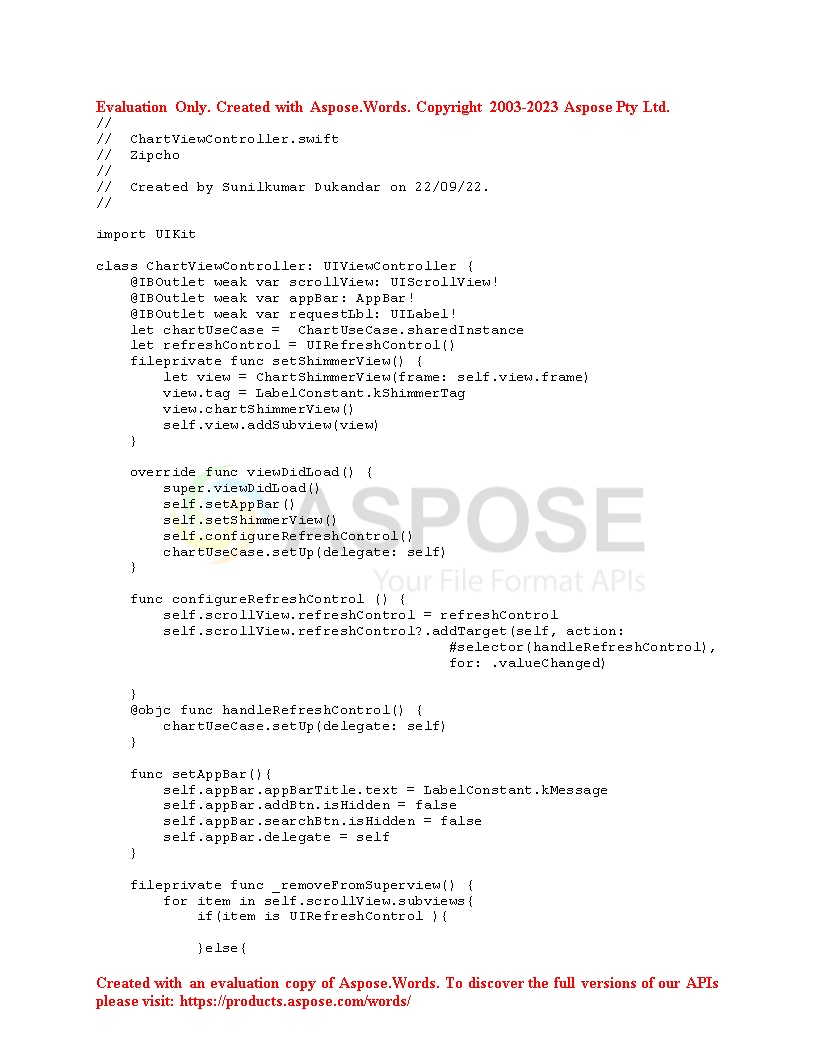 Evaluation Only. Created with Aspose.Words. Copyright 2003-2023 Aspose Pty Ltd.
//
//  ChartViewController.swift
//  Zipcho
//
//  Created by Sunilkumar Dukandar on 22/09/22.
//
import UIKit
class ChartViewController: UIViewController {
    @IBOutlet weak var scrollView: UIScrollView!
    @IBOutlet weak var appBar: AppBar!
    @IBOutlet weak var requestLbl: UILabel!
    let chartUseCase =  ChartUseCase.sharedInstance
    let refreshControl = UIRefreshControl()
    fileprivate func setShimmerView() {
        let view = ChartShimmerView(frame: self.view.frame)
        view.tag = LabelConstant.kShimmerTag
        view.chartShimmerView()
        self.view.addSubview(view)
    }
    override func viewDidLoad() {
        super.viewDidLoad()
        self.setAppBar()
        self.setShimmerView()
        self.configureRefreshControl()
        chartUseCase.setUp(delegate: self)
    }
ASPOSE
Your File Format APIs
    func configureRefreshControl () {
        self.scrollView.refreshControl = refreshControl
        self.scrollView.refreshControl?.addTarget(self, action:
                                          #selector(handleRefreshControl),
                                          for: .valueChanged)
    }
    @objc func handleRefreshControl() {
        chartUseCase.setUp(delegate: self)
    }
    func setAppBar(){
        self.appBar.appBarTitle.text = LabelConstant.kMessage
        self.appBar.addBtn.isHidden = false
        self.appBar.searchBtn.isHidden = false
        self.appBar.delegate = self
    }
    fileprivate func _removeFromSuperview() {
        for item in self.scrollView.subviews{
            if(item is UIRefreshControl ){
            }else{
Created with an evaluation copy of Aspose.Words. To discover the full versions of our APIs
please visit: https://products.aspose.com/words/